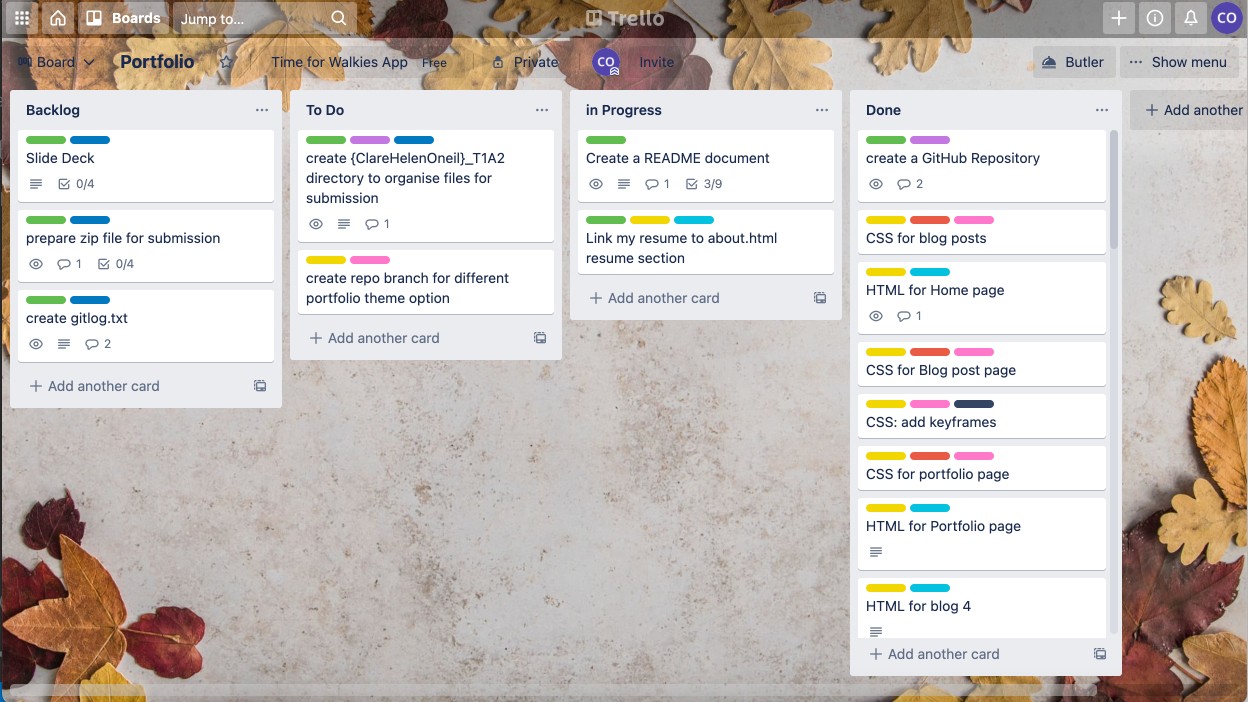 Boards
Jump to...
Trello
CO
Board
Portfolio
Time for Walkies App
Free
Private
CO
Invite
Butler
Show menu
Backlog
Slide Deck
0/4
prepare zip file for submission
1
0/4
create gitlog.txt
2
+ Add another card
To Do
create {ClareHelenOneil}_T1A2
directory to organise files for
submission
1
create repo branch for different
portfolio theme option
+ Add another card
in Progress
Create a README document
1
3/9
Link my resume to about.html
resume section
+ Add another card
Done
create a GitHub Repository
2
CSS for blog posts
HTML for Home page
1
CSS for Blog post page
CSS: add keyframes
CSS for portfolio page
HTML for Portfolio page
HTML for blog 4
+ Add another card
+ Add another